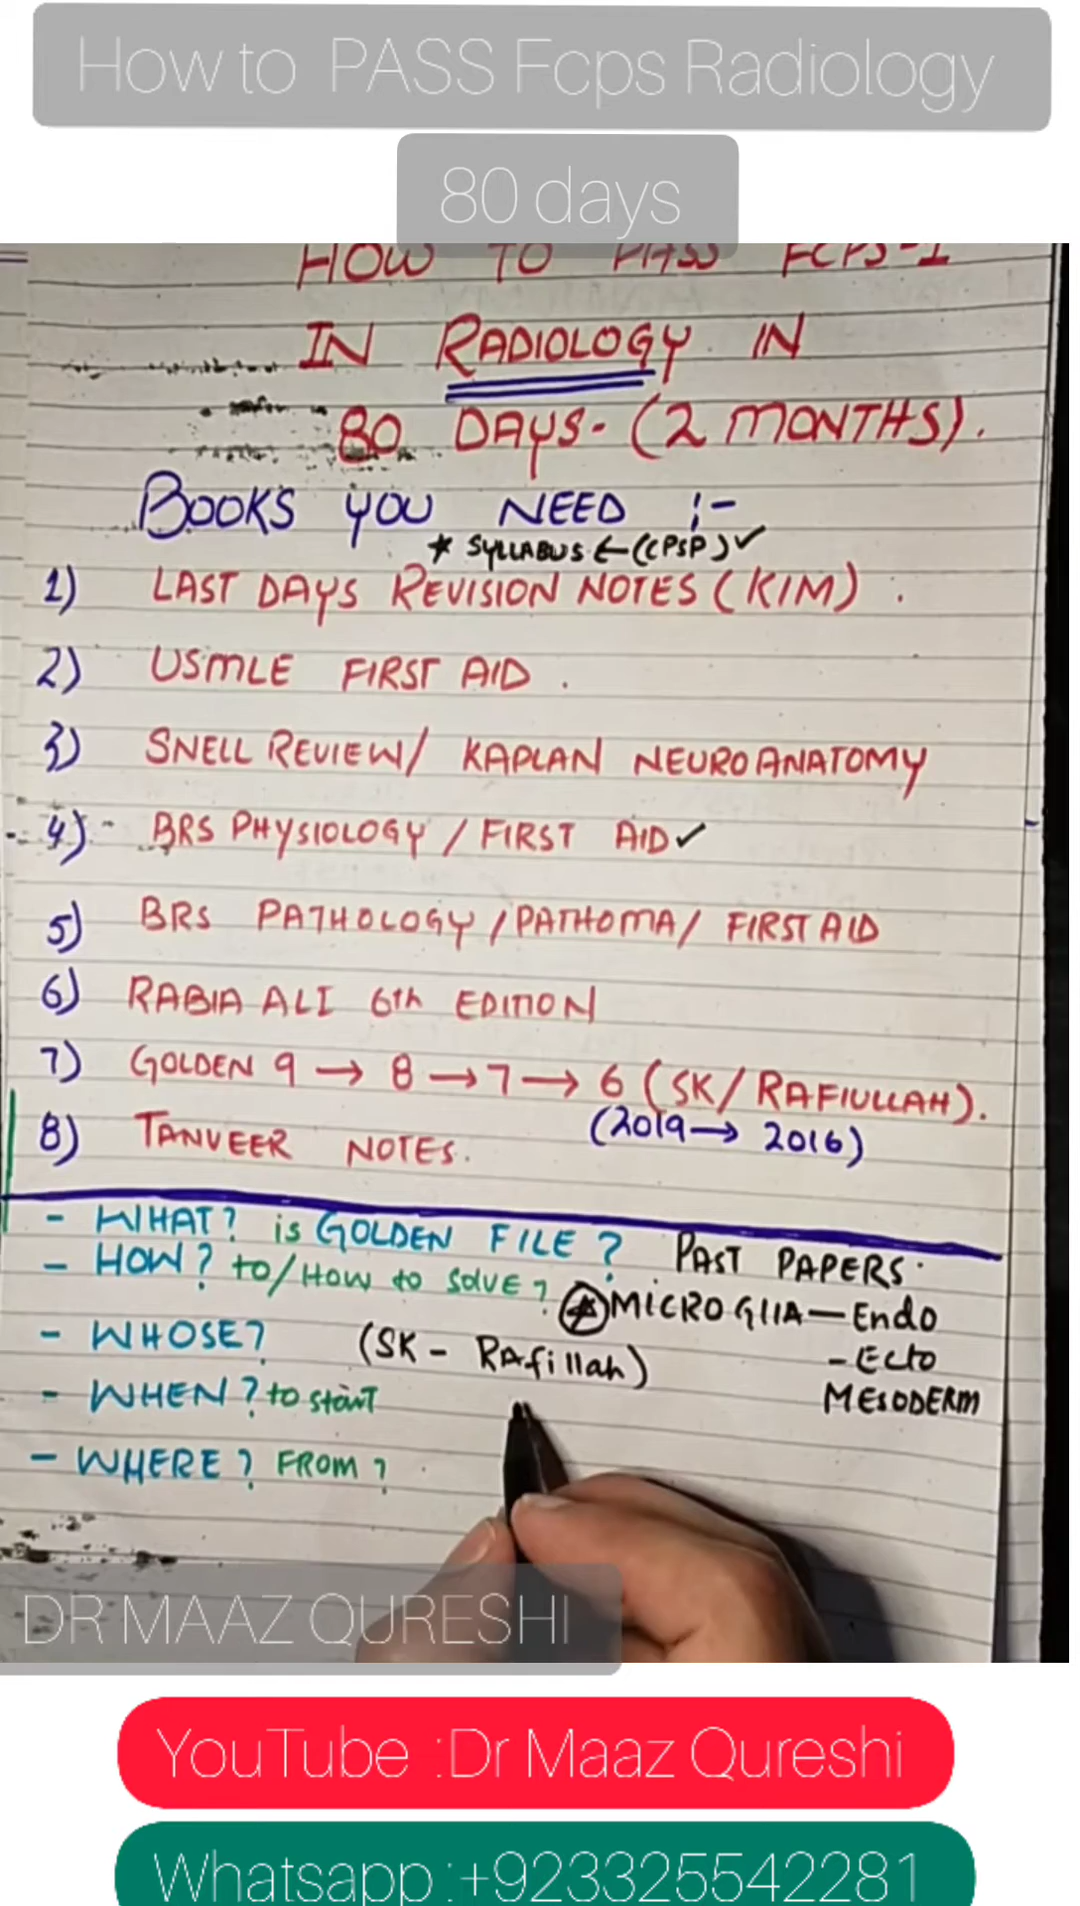 How to PASS Fcps Radiology
80 days
HOW TO PASS FCPS-1
IN RADIOLOGY IN
80 DAYS- (2 MONTHS).
BOOKS YOU NEED :-
* SYLLABUS ← (CPSP) ✓
1) LAST DAYS REVISION NOTES (KIM).
2) USMLE FIRST AID.
3) SNELL REVIEW/ KAPLAN NEUROANATOMY
4) BRS PHYSIOLOGY / FIRST AID ✓
5) BRS PATHOLOGY / PATHOMA / FIRST AID
6) RABIA ALI 6th EDITION
7) GOLDEN 9 → 8 → 7 → 6 (SK/RAFIULLAH).
(2019 → 2016)
8) TANVEER NOTES.
- WHAT? is GOLDEN FILE? PAST PAPERS.
- HOW? to/HOW to solve?
* MICROGLIA — Endo
- Ecto
MESODERM
- WHOSE? (SK - RAfillah)
- WHEN? to start
- WHERE? FROM?
DR MAAZ QURESHI
YouTube :Dr Maaz Qureshi
Whatsapp :+923325542281